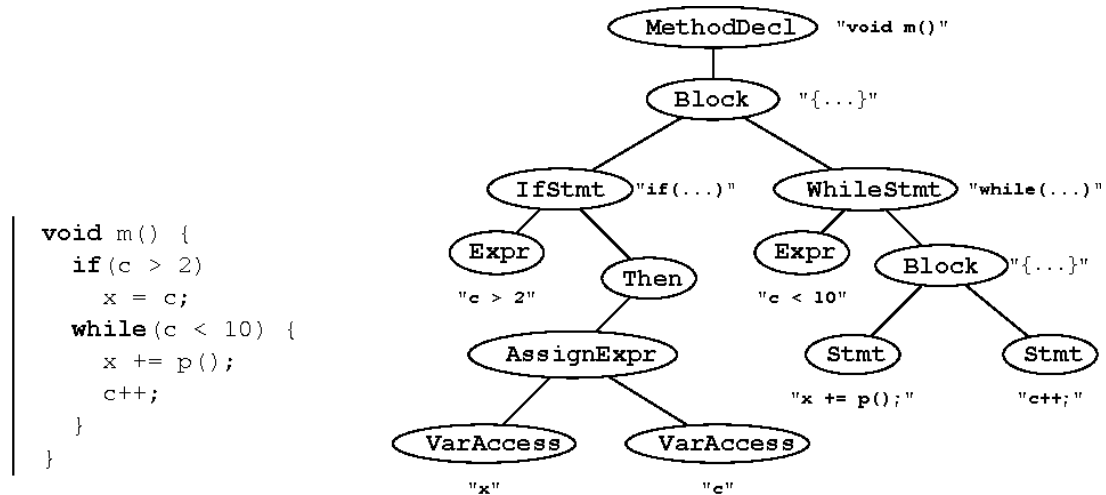 MethodDecl "void m()"
Block "{...}"
IfStmt "if(...)" WhileStmt "while(...)"
void m() {
if(c > 2)
x = c;
while(c < 10) {
x += p();
c++;
}
}
Expr Then Expr Block "{...}"
"c > 2" "c < 10"
AssignExpr Stmt Stmt
"x += p();" "c++;"
VarAccess VarAccess
"x" "c"